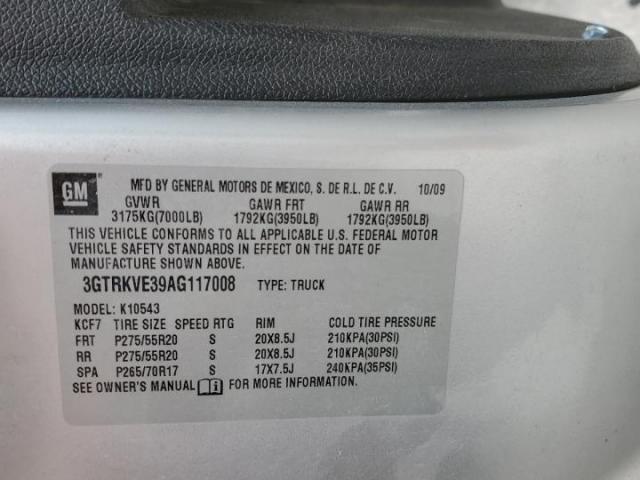 GM
MFD BY GENERAL MOTORS DE MEXICO, S. DE R.L. DE C.V. 10/09
GVWR GAWR FRT GAWR RR
3175KG(7000LB) 1792KG(3950LB) 1792KG(3950LB)
THIS VEHICLE CONFORMS TO ALL APPLICABLE U.S. FEDERAL MOTOR
VEHICLE SAFETY STANDARDS IN EFFECT ON THE DATE OF
MANUFACTURE SHOWN ABOVE.
3GTRKVE39AG117008 TYPE: TRUCK
MODEL: K10543
KCF7 TIRE SIZE SPEED RTG RIM COLD TIRE PRESSURE
FRT P275/55R20 S 20X8.5J 210KPA(30PSI)
RR P275/55R20 S 20X8.5J 210KPA(30PSI)
SPA P265/70R17 S 17X7.5J 240KPA(35PSI)
SEE OWNER'S MANUAL FOR MORE INFORMATION.